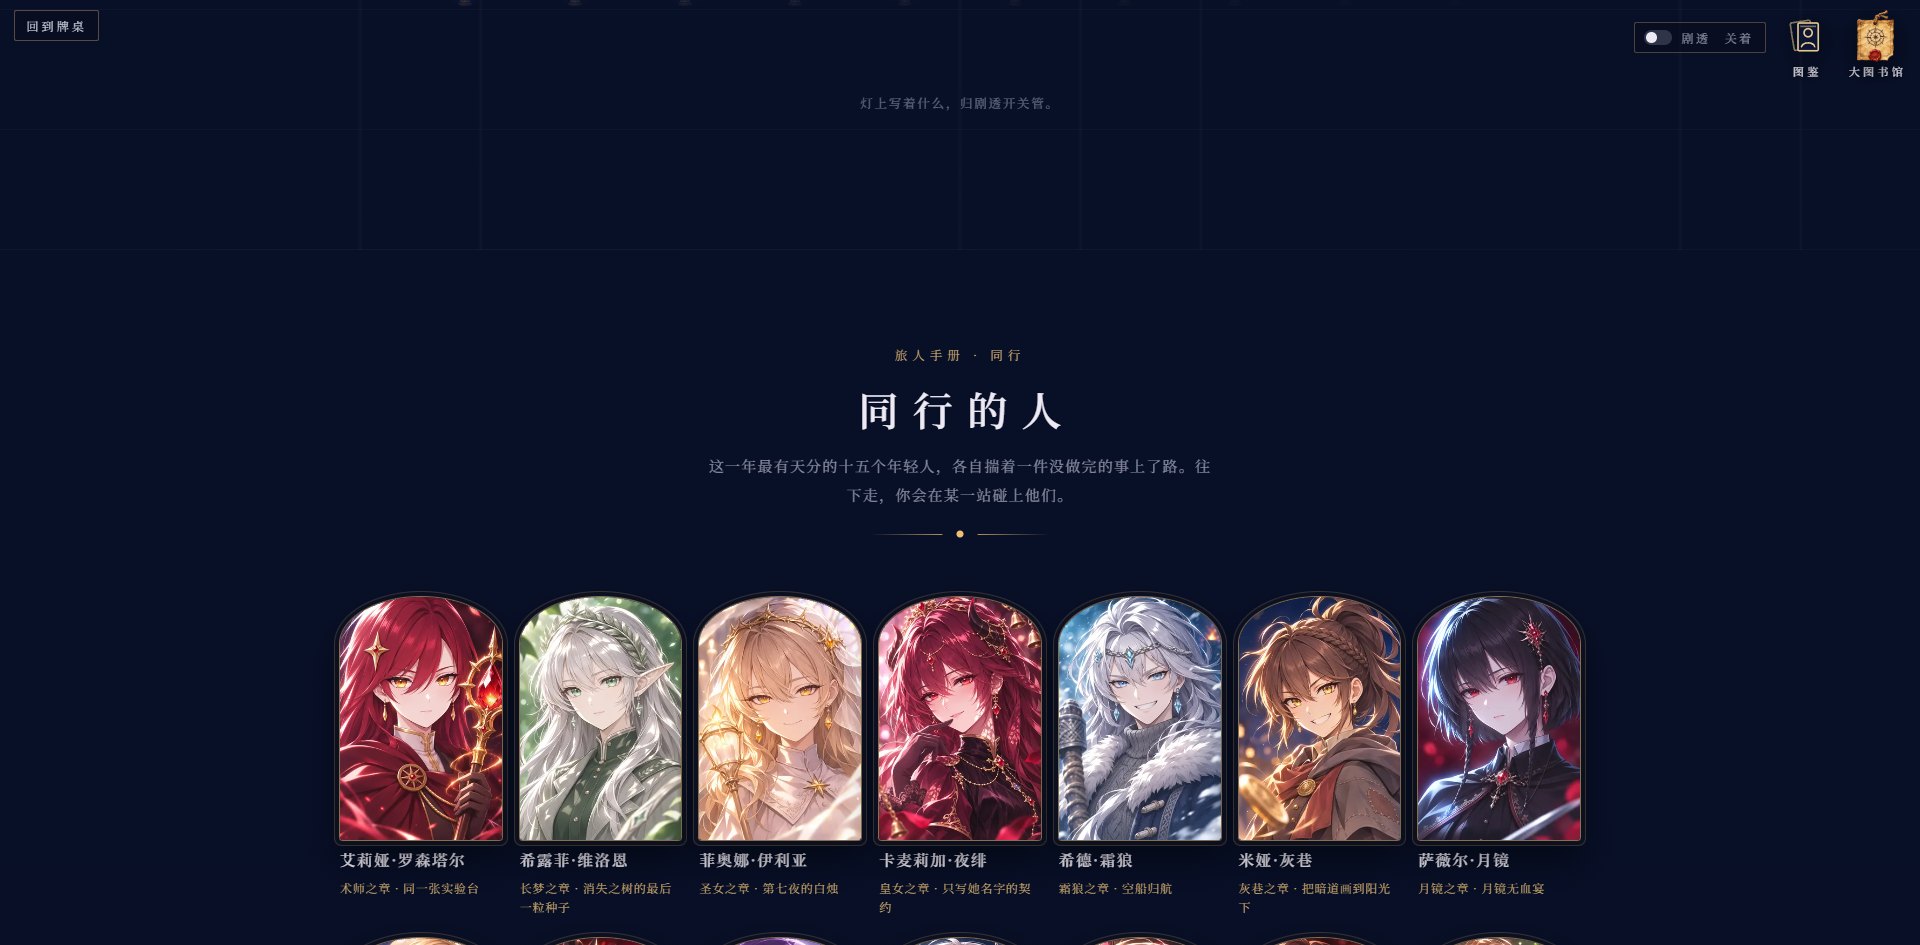 回到牌桌
剧透 关着
图鉴
大图书馆
灯上写着什么，归剧透开关管。
旅人手册 · 同行
同行的人
这一年最有天分的十五个年轻人，各自揣着一件没做完的事上了路。往
下走，你会在某一站碰上他们。
艾莉娅·罗森塔尔
术师之章 · 同一张实验台
希露菲·维洛恩
长梦之章 · 消失之树的最后
一粒种子
菲奥娜·伊利亚
圣女之章 · 第七夜的白烛
卡麦莉加·夜绯
皇女之章 · 只写她名字的契
约
希德·霜狼
霜狼之章 · 空船归航
米娅·灰巷
灰巷之章 · 把暗道画到阳光
下
萨薇尔·月镜
月镜之章 · 月镜无血宴